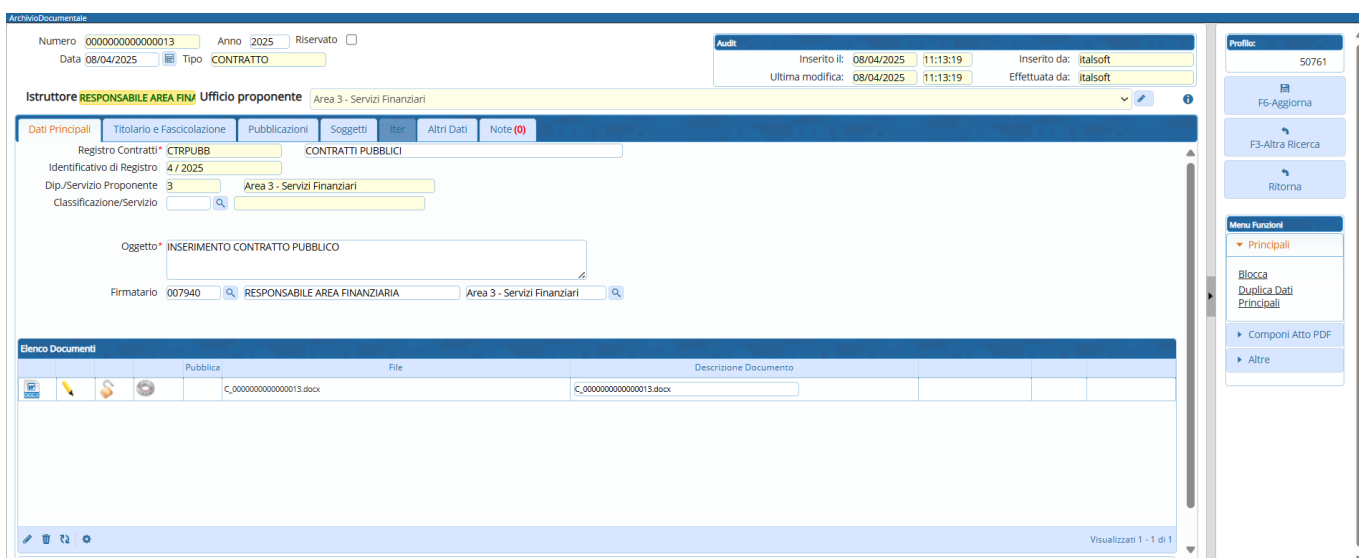 ArchivioDocumentale
Numero 0000000000000013 Anno 2025 Riservato
Data 08/04/2025 Tipo CONTRATTO
Audit
Inserito il: 08/04/2025 11:13:19 Inserito da: italsoft
Ultima modifica: 08/04/2025 11:13:19 Effettuata da: italsoft
Istruttore RESPONSABILE AREA FINA Ufficio proponente Area 3 - Servizi Finanziari
Dati Principali Titolario e Fascicolazione Pubblicazioni Soggetti Iter Altri Dati Note (0)
Registro Contratti* CTRPUBB CONTRATTI PUBBLICI
Identificativo di Registro 4 / 2025
Dip./Servizio Proponente 3 Area 3 - Servizi Finanziari
Classificazione/Servizio
Oggetto* INSERIMENTO CONTRATTO PUBBLICO
Firmatario 007940 RESPONSABILE AREA FINANZIARIA Area 3 - Servizi Finanziari
Elenco Documenti
Pubblica File Descrizione Documento
DOCX C_0000000000000013.docx C_0000000000000013.docx
Visualizzati 1 - 1 di 1
Profilo:
50761
F6-Aggiorna
F3-Altra Ricerca
Ritorna
Menu Funzioni
Principali
Blocca
Duplica Dati
Principali
Componi Atto PDF
Altre